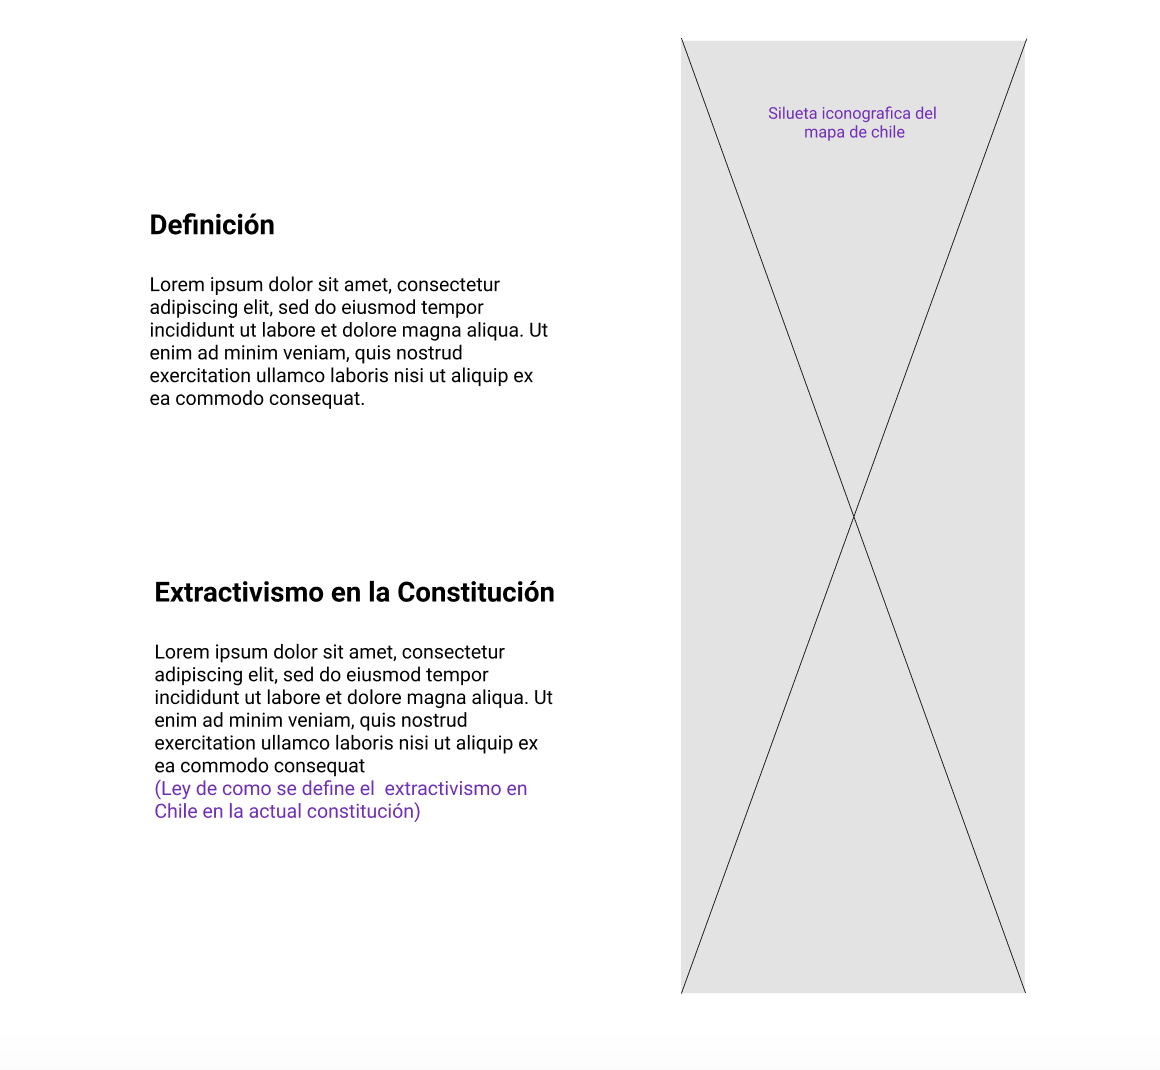 Silueta iconografica del
mapa de chile
Definición
Lorem ipsum dolor sit amet, consectetur
adipiscing elit, sed do eiusmod tempor
incididunt ut labore et dolore magna aliqua. Ut
enim ad minim veniam, quis nostrud
exercitation ullamco laboris nisi ut aliquip ex
ea commodo consequat.
Extractivismo en la Constitución
Lorem ipsum dolor sit amet, consectetur
adipiscing elit, sed do eiusmod tempor
incididunt ut labore et dolore magna aliqua. Ut
enim ad minim veniam, quis nostrud
exercitation ullamco laboris nisi ut aliquip ex
ea commodo consequat
(Ley de como se define el  extractivismo en
Chile en la actual constitución)